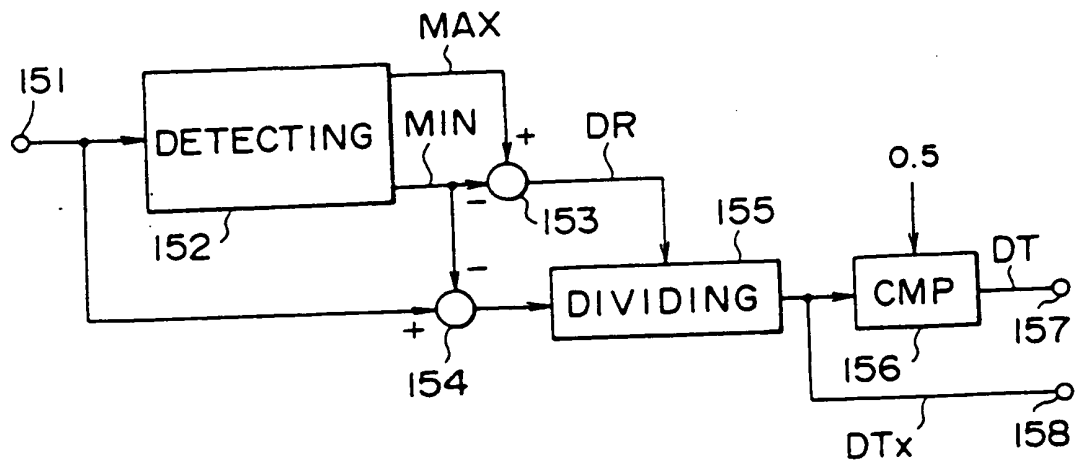 MAX
151
DETECTING
MIN
+
DR
0.5
−
153
152
155
DT
−
DIVIDING
CMP
+
157
154
156
DTx
158